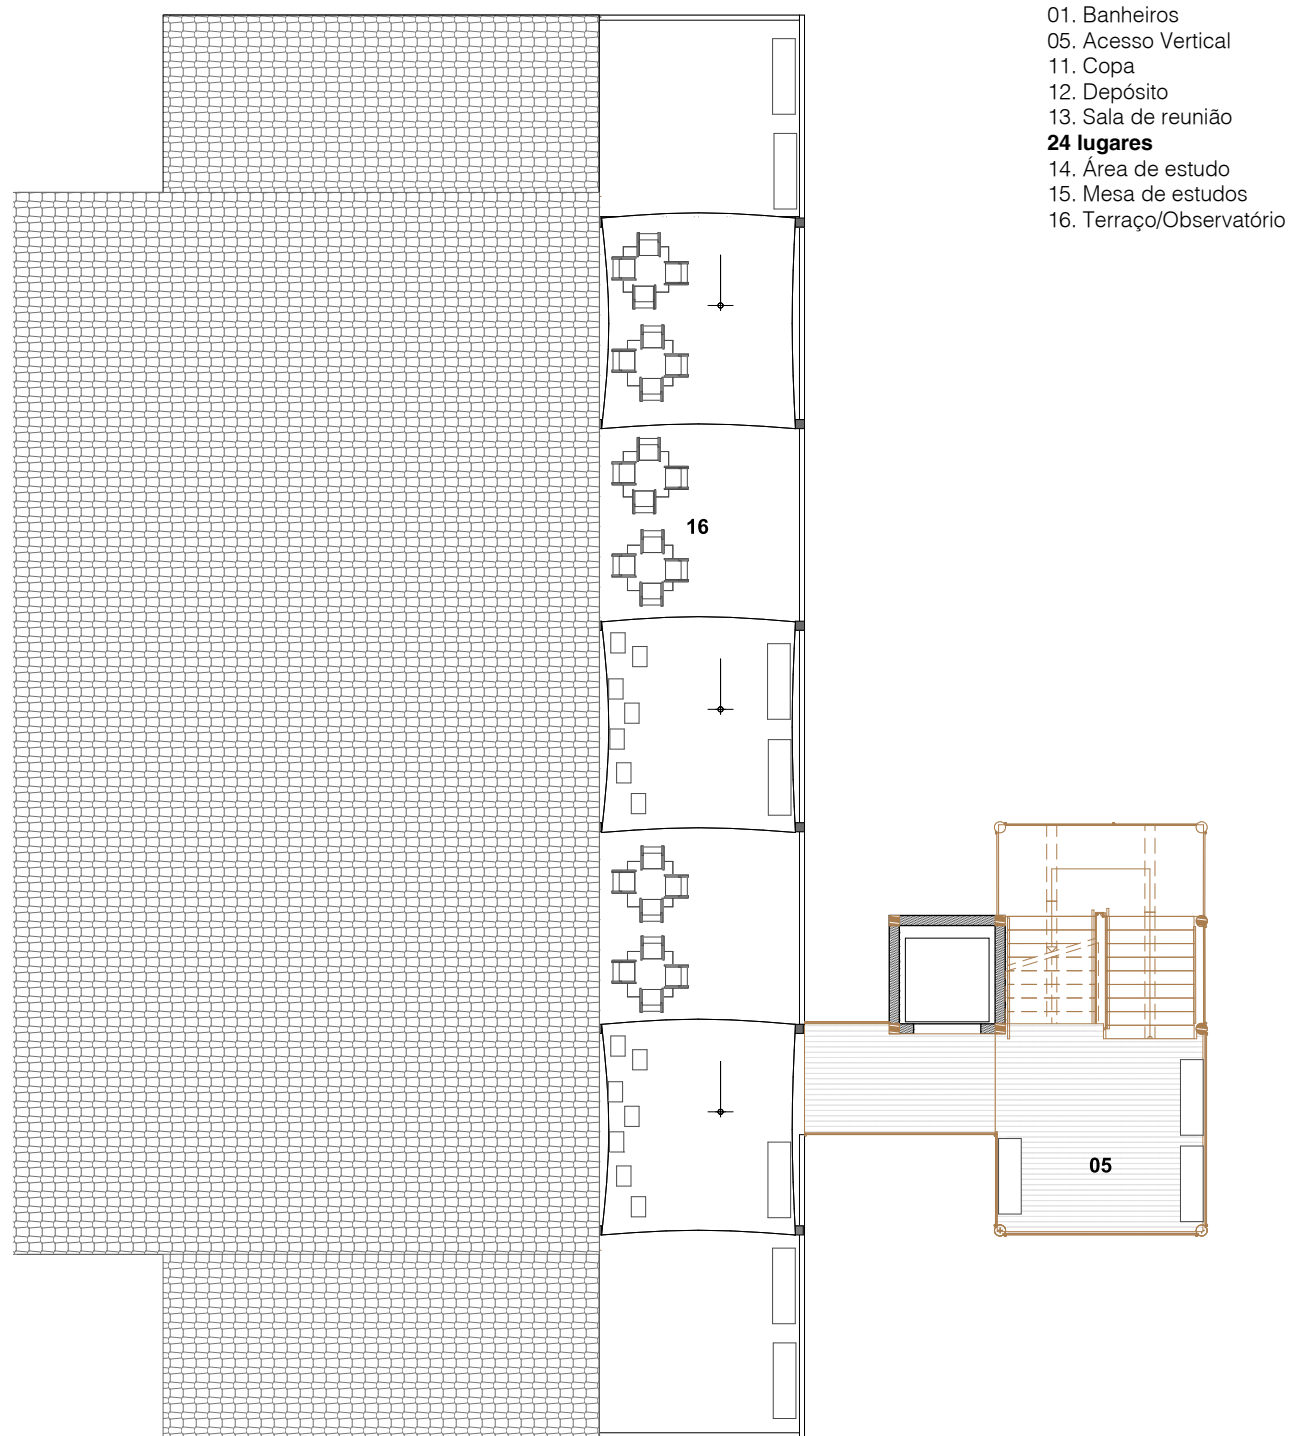 01. Banheiros
05. Acesso Vertical
11. Copa
12. Depósito
13. Sala de reunião
24 lugares
14. Área de estudo
15. Mesa de estudos
16. Terraço/Observatório
16
05